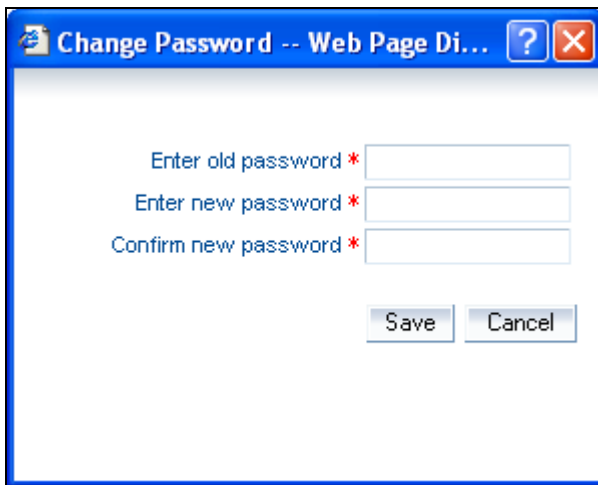 Change Password -- Web Page Di...
Enter old password *
Enter new password *
Confirm new password *
Save Cancel